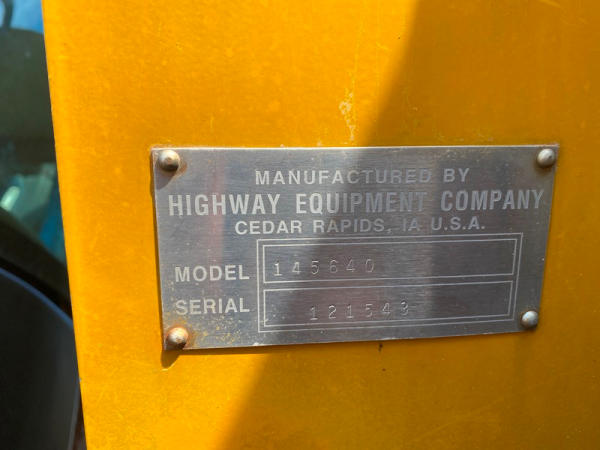 MANUFACTURED BY
HIGHWAY EQUIPMENT COMPANY
CEDAR RAPIDS, IA U.S.A.
MODEL 145640
SERIAL 121543